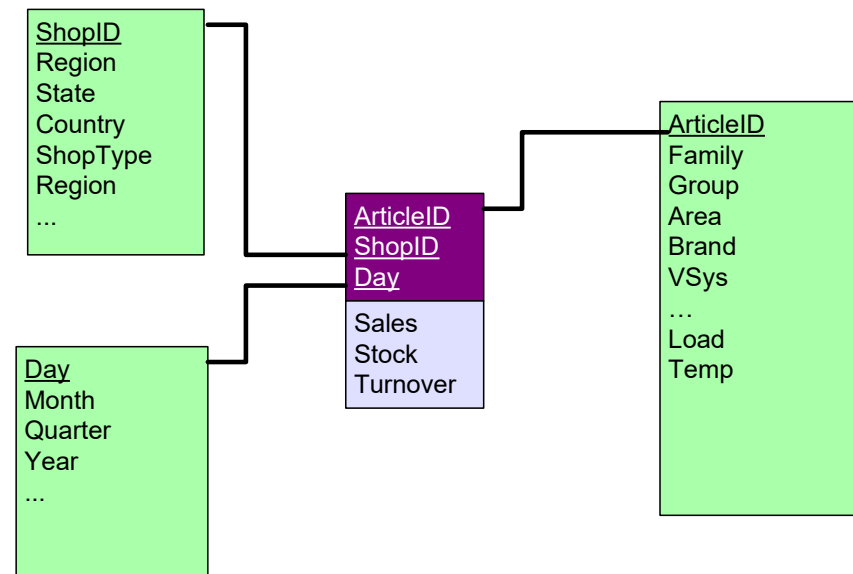 ShopID
Region
State
Country
ShopType
Region
...
Day
Month
Quarter
Year
...
ArticleID
ShopID
Day
Sales
Stock
Turnover
ArticleID
Family
Group
Area
Brand
VSys
…
Load
Temp